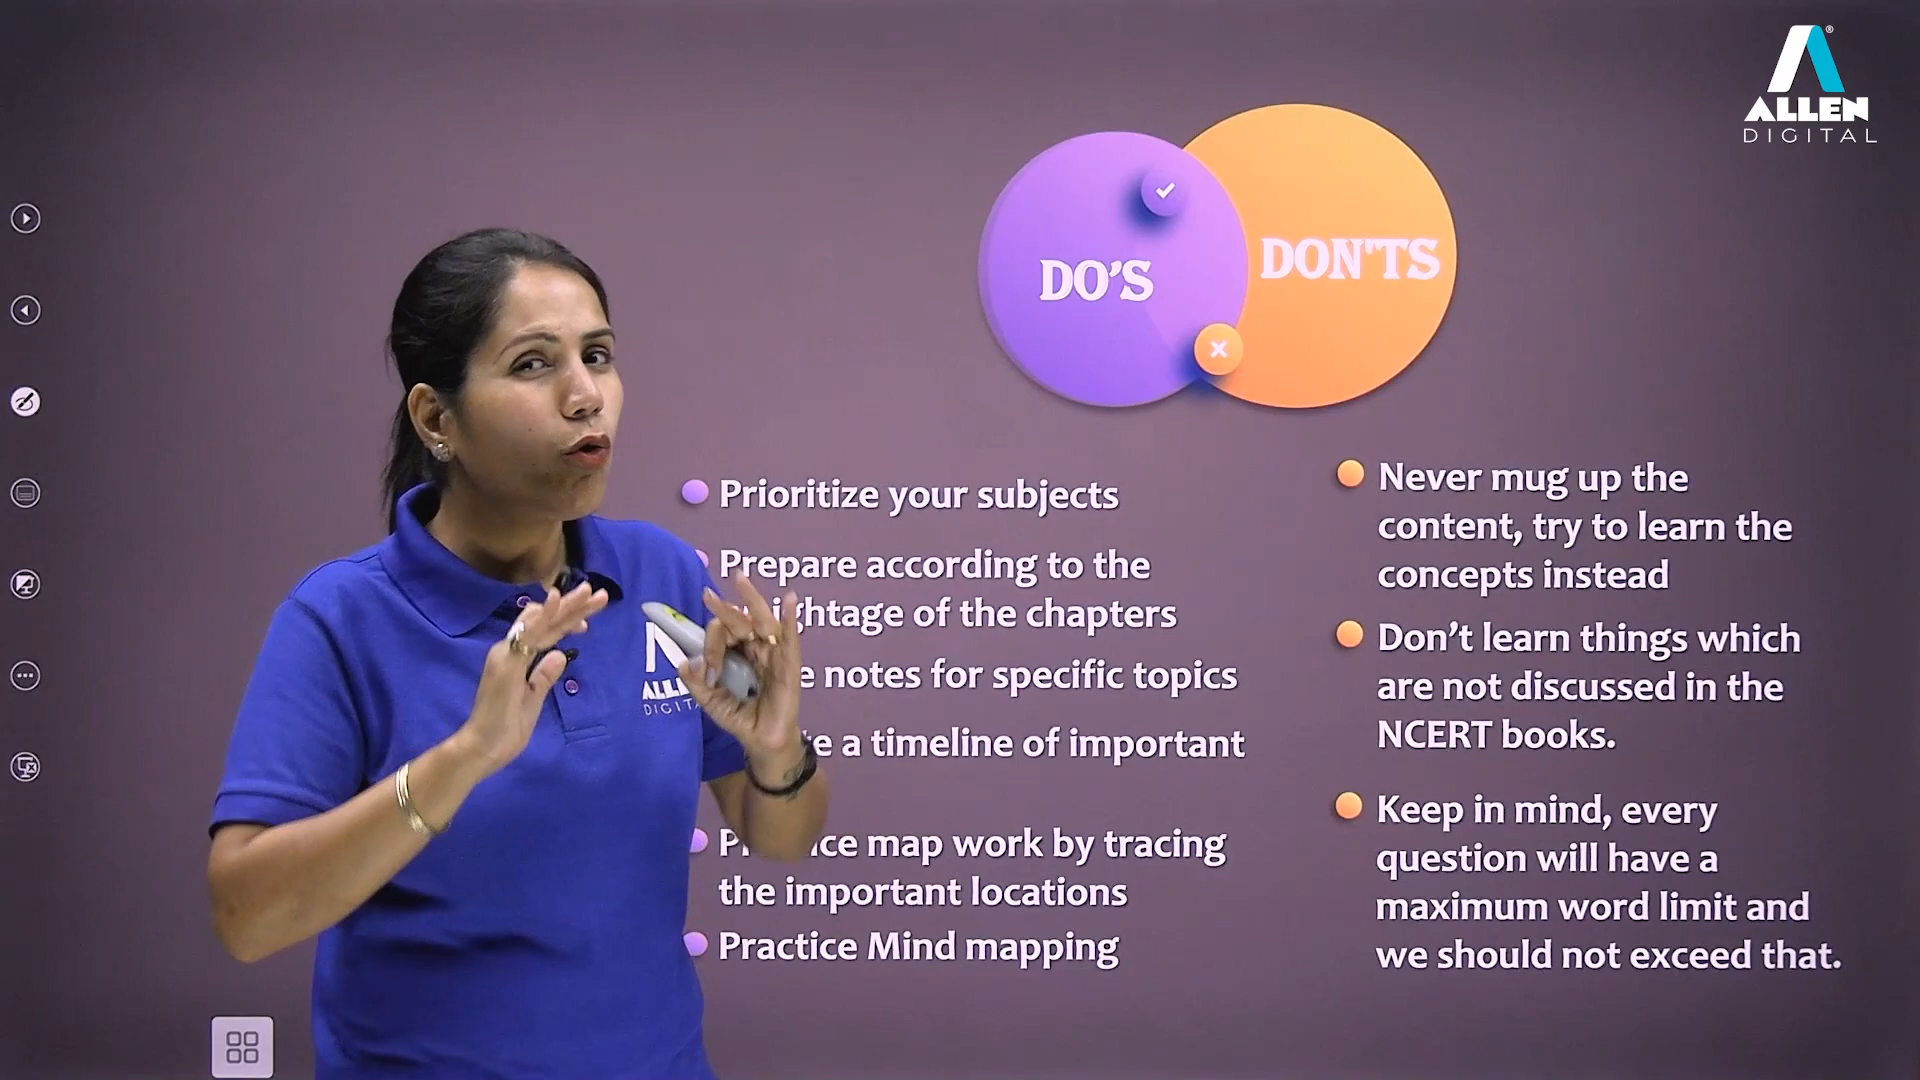 ALLEN
DIGITAL
DO'S
DON'TS
Prioritize your subjects
Prepare according to the
of the chapters
notes for specific topics
a timeline of important
map work by tracing
the important locations
Practice Mind mapping
Never mug up the
content, try to learn the
concepts instead
Don't learn things which
are not discussed in the
NCERT books.
Keep in mind, every
question will have a
maximum word limit and
we should not exceed that.